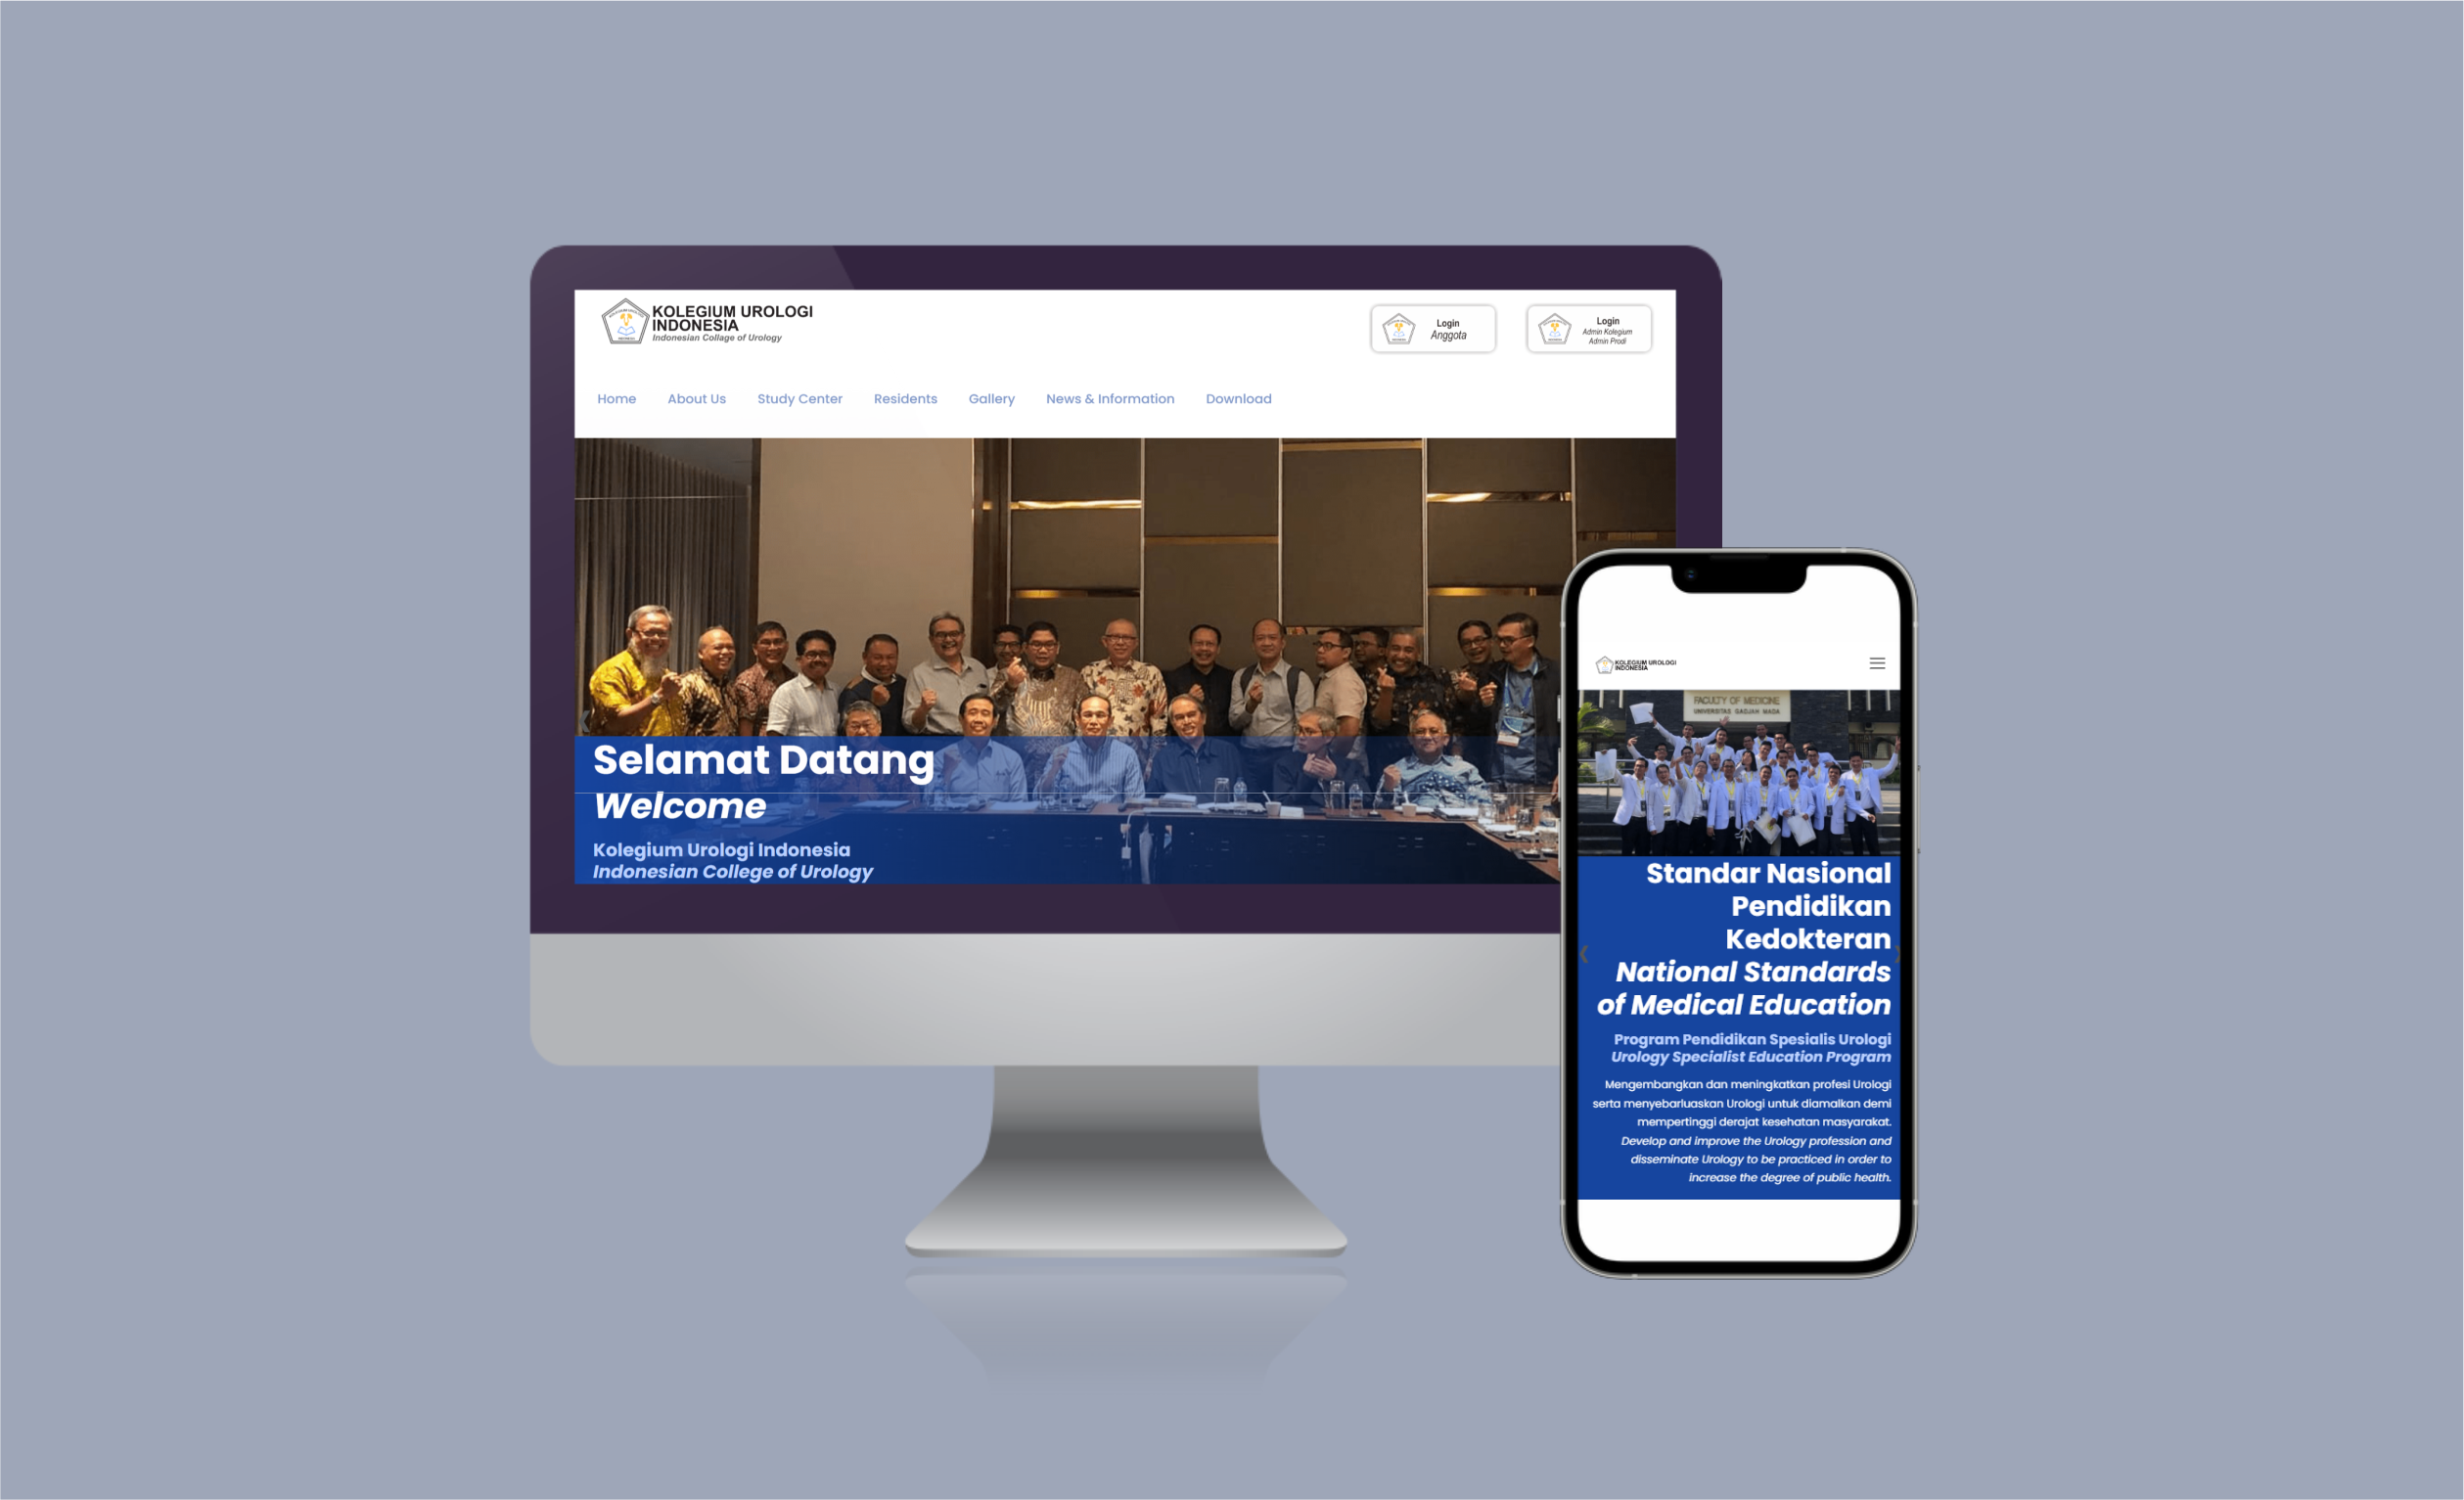 KOLEGIUM UROLOGI
INDONESIA
Indonesian Collage of Urology
Login
Anggota
Login
Admin Kolegium
Admin Prodi
Home
About Us
Study Center
Residents
Gallery
News & Information
Download
Selamat Datang
Welcome
Kolegium Urologi Indonesia
Indonesian College of Urology
KOLEGIUM UROLOGI
INDONESIA
FACULTY OF MEDICINE
UNIVERSITAS GADJAH MADA
Standar Nasional
Pendidikan
Kedokteran
National Standards
of Medical Education
Program Pendidikan Spesialis Urologi
Urology Specialist Education Program
Mengembangkan dan meningkatkan profesi Urologi
serta menyebarluaskan Urologi untuk diamalkan demi
mempertinggi derajat kesehatan masyarakat.
Develop and improve the Urology profession and
disseminate Urology to be practiced in order to
increase the degree of public health.